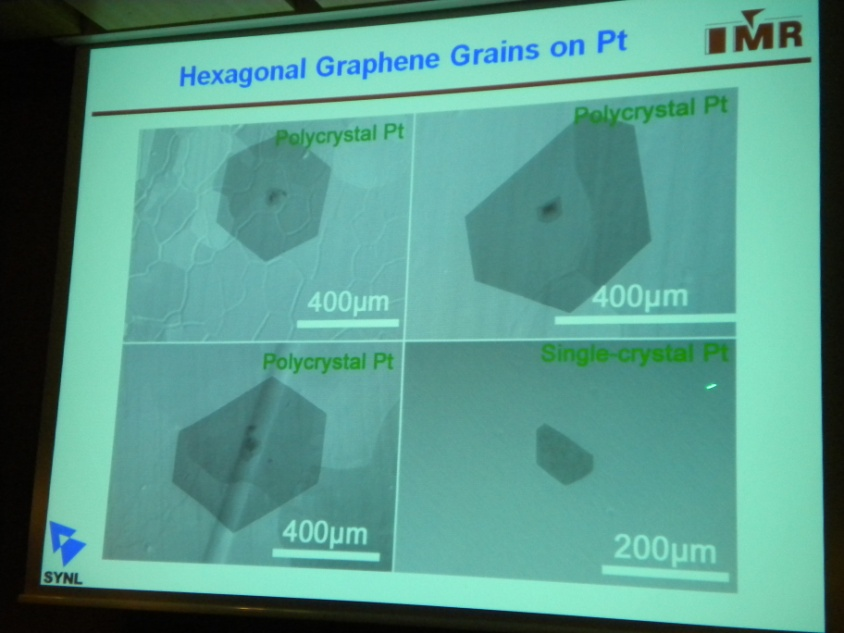 Hexagonal Graphene Grains on Pt
IMR
Polycrystal Pt
400µm
Polycrystal Pt
400µm
Polycrystal Pt
400µm
Single-crystal Pt
200µm
SYNL